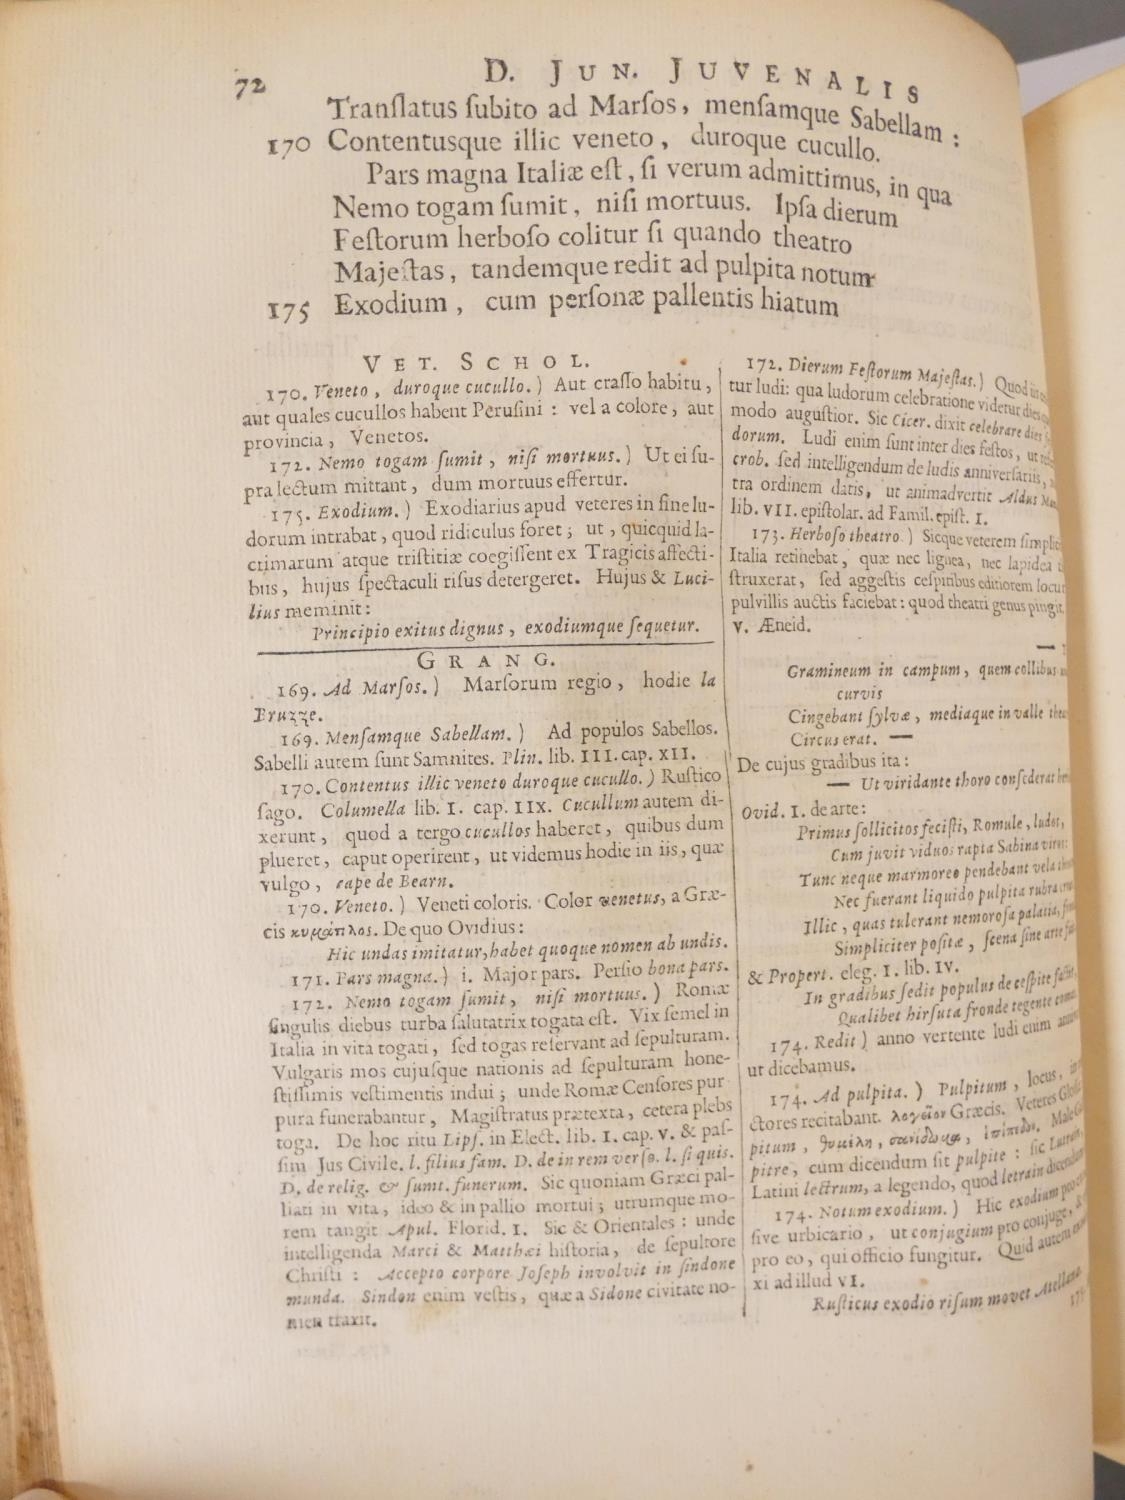 72
D. JUN. JUVENALIS
Tranſlatus ſubito ad Marſos, menſamque Sabellam:
170 Contentusque illic veneto, duroque cucullo.
Pars magna Italiæ eſt, ſi verum admittimus, in qua
Nemo togam ſumit, niſi mortuus. Ipſa dierum
Feſtorum herboſo colitur ſi quando theatro
Majeſtas, tandemque redit ad pulpita notum
175 Exodium, cum perſonæ pallentis hiatum
VET. SCHOL.
170. Veneto, duroque cucullo.) Aut craſſo habitu,
aut quales cucullos habent Peruſini: vel a colore, aut
provincia, Venetos.
172. Nemo togam ſumit, niſi mortuus.) Ut ei ſu-
pra lectum mittant, dum mortuus effertur.
175. Exodium.) Exodiarius apud veteres in fine lu-
dorum intrabat, quod ridiculus foret; ut, quicquid la-
crimarum atque triſtitiæ coegiſſent ex Tragicis affecti-
bus, hujus ſpectaculi riſus detergeret. Hujus & Luci-
lius meminit:
Principio exitus dignus, exodiumque ſequetur.
GRANG.
169. Ad Marſos.) Marſorum regio, hodie la
Bruzze.
169. Menſamque Sabellam.) Ad populos Sabellos.
Sabelli autem ſunt Samnites. Plin. lib. III. cap. XII.
170. Contentus illic veneto duroque cucullo.) Ruſtico
ſago. Columella lib. I. cap. IIX. Cucullum autem di-
xerunt, quod a tergo cucullos haberet, quibus dum
plueret, caput operirent, ut videmus hodie in iis, quæ
vulgo, cape de Bearn.
170. Veneto.) Veneti coloris. Color venetus, a Græ-
cis κυμάπλος. De quo Ovidius:
Hic undas imitatur, habet quoque nomen ab undis.
171. Pars magna.) i. Major pars. Perſio bona pars.
172. Nemo togam ſumit, niſi mortuus.) Romæ
ſingulis diebus turba ſalutatrix togata eſt. Vix ſemel in
Italia in vita togati, ſed togas reſervant ad ſepulturam.
Vulgaris mos cujuſque nationis ad ſepulturam hone-
ſtiſſimis veſtimentis indui; unde Romæ Cenſores pur
pura funerabantur, Magiſtratus prætexta, cetera plebs
toga. De hoc ritu Lipſ. in Elect. lib. I. cap. V. & paſ-
ſim Jus Civile. l. filius fam. D. de in rem verſo. l. ſi quis.
D. de relig. & ſumt. funerum. Sic quoniam Græci pal-
liati in vita, ideo & in pallio mortui; utrumque mo-
rem tangit Apul. Florid. I. Sic & Orientales: unde
intelligenda Marci & Matthæi hiſtoria, de ſepultore
Chriſti: Accepto corpore Joſeph involvit in ſindone
munda. Sindon enim veſtis, quæ a Sidone civitate no-
men traxit.
172. Dierum Feſtorum Majeſtas.) Quod
tur ludi: qua ludorum celebratione videtur dies
modo auguſtior. Sic Cicer. dixit celebrare dies
dorum. Ludi enim ſunt inter dies feſtos, ut
crob. ſed intelligendum de ludis anniverſariis,
tra ordinem datis, ut animadvertit Aldus
lib. VII. epiſtolar. ad Famil. epiſt. I.
173. Herboſo theatro.) Sicque veterem
Italia retinebat, quæ nec lignea, nec lapidea
ſtruxerat, ſed aggeſtis ceſpitibus editiorem
pulvillis auctis faciebat: quod theatri genus pingit,
V. Æneid.
Gramineum in campum, quem collibus
curvis
Cingebant ſylvæ, mediaque in valle
Circus erat. —
De cujus gradibus ita:
— Ut viridante thoro conſederat
Ovid. I. de arte:
Primus ſollicitos feciſti, Romule, ludos,
Cum juvit viduos rapta Sabina viros:
Tunc neque marmoreo pendebant vela
Nec fuerant liquido pulpita rubra
Illic, quas tulerant nemoroſa palatia,
Simpliciter poſitæ, ſcena ſine arte
& Propert. eleg. I. lib. IV.
In gradibus ſedit populus de ceſpite
Qualibet hirſuta fronde tegente
174. Redit) anno vertente ludi enim
ut dicebamus.
174. Ad pulpita.) Pulpitum, locus,
ctores recitabant. λογεῖον Græcis. Veteres
pitum, θυμέλη,
pitre, cum dicendum ſit pulpite: ſic
Latini lectrum, a legendo, quod letrain
174. Notum exodium.) Hic exodium pro
ſive urbicario, ut conjugium pro conjuge,
pro eo, qui officio fungitur. Quid autem
xi ad illud VI.
Ruſticus exodio riſum movet Atellanæ